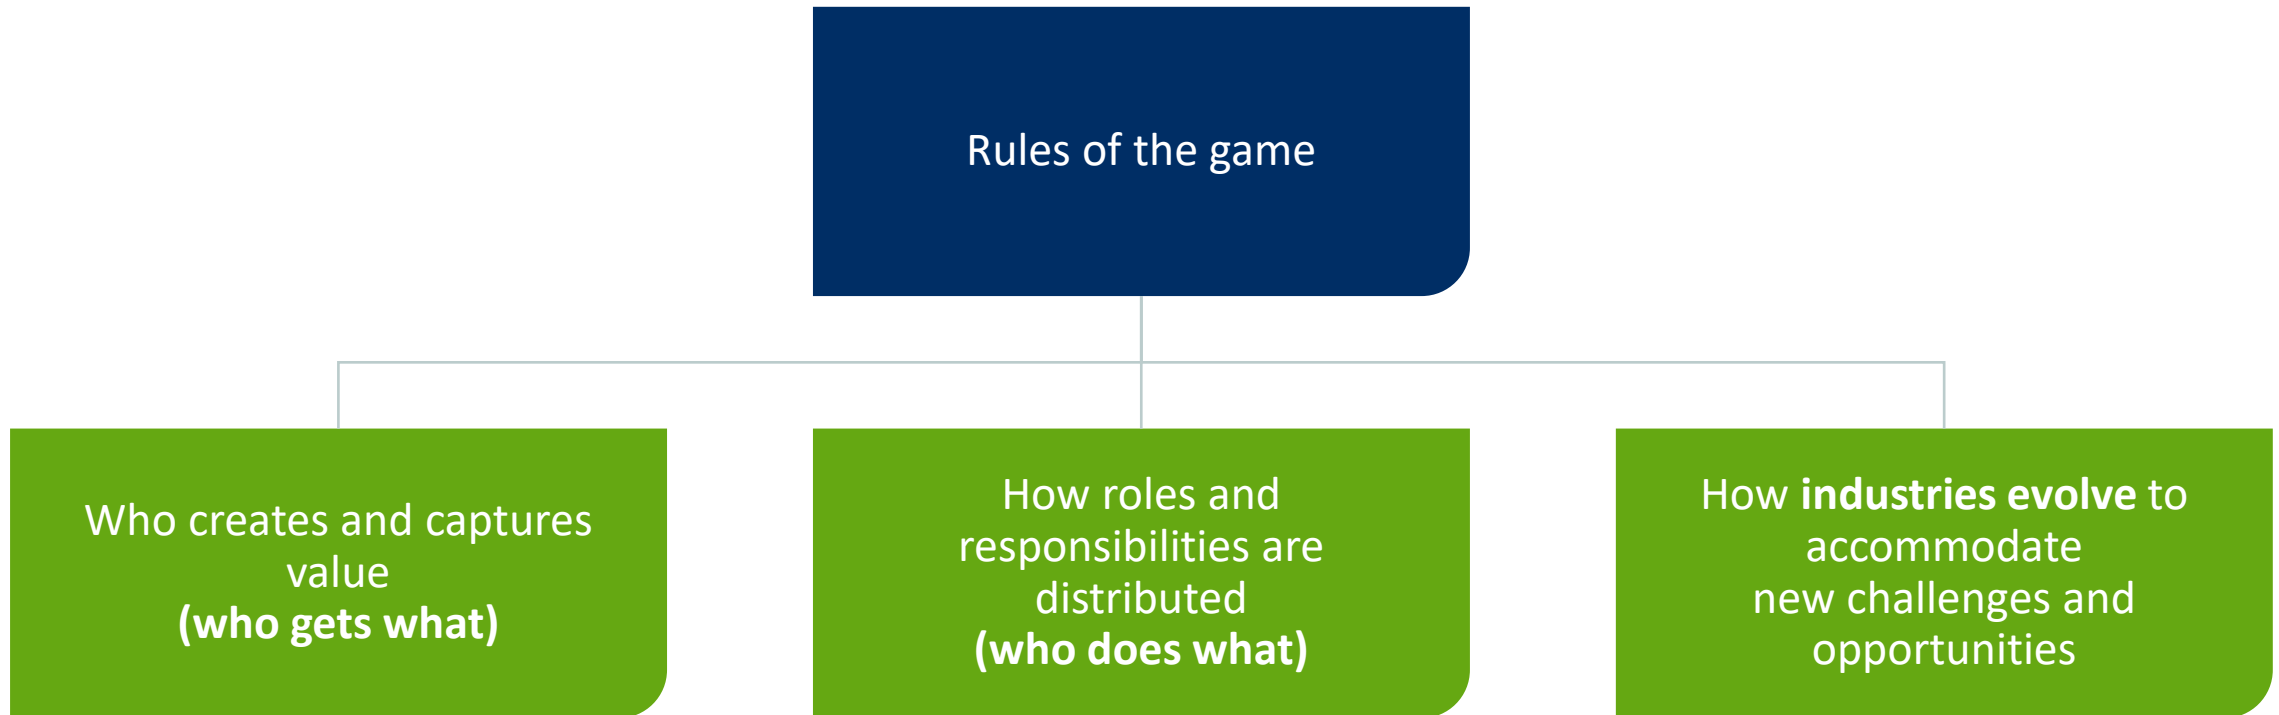 Rules of the game
Who creates and captures
value
(who gets what)
How roles and
responsibilities are
distributed
(who does what)
How industries evolve to
accommodate
new challenges and
opportunities